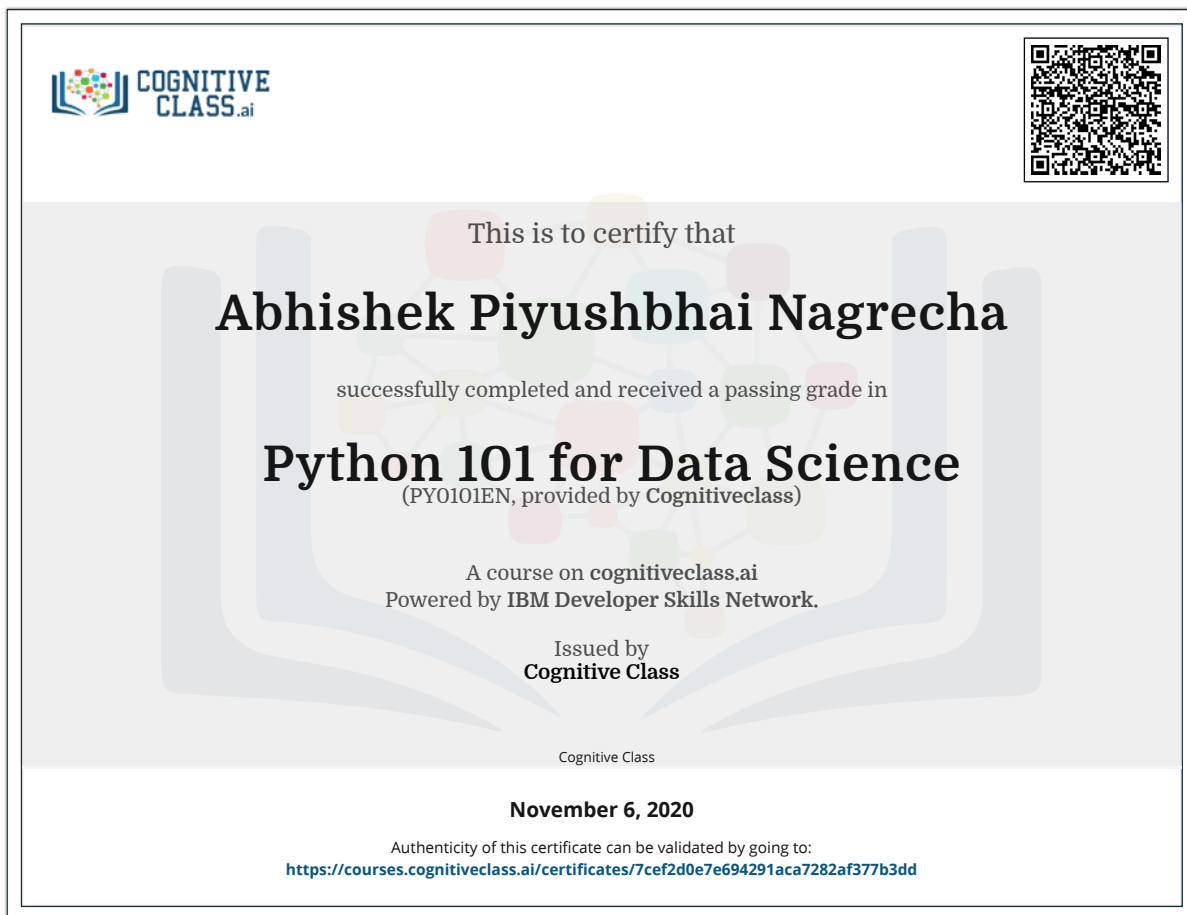 COGNITIVE
CLASS.ai
This is to certify that
Abhishek Piyushbhai Nagrecha
successfully completed and received a passing grade in
Python 101 for Data Science
(PY0101EN, provided by Cognitiveclass)
A course on cognitiveclass.ai
Powered by IBM Developer Skills Network.
Issued by
Cognitive Class
Cognitive Class
November 6, 2020
Authenticity of this certificate can be validated by going to:
https://courses.cognitiveclass.ai/certificates/7cef2d0e7e694291aca7282af377b3dd